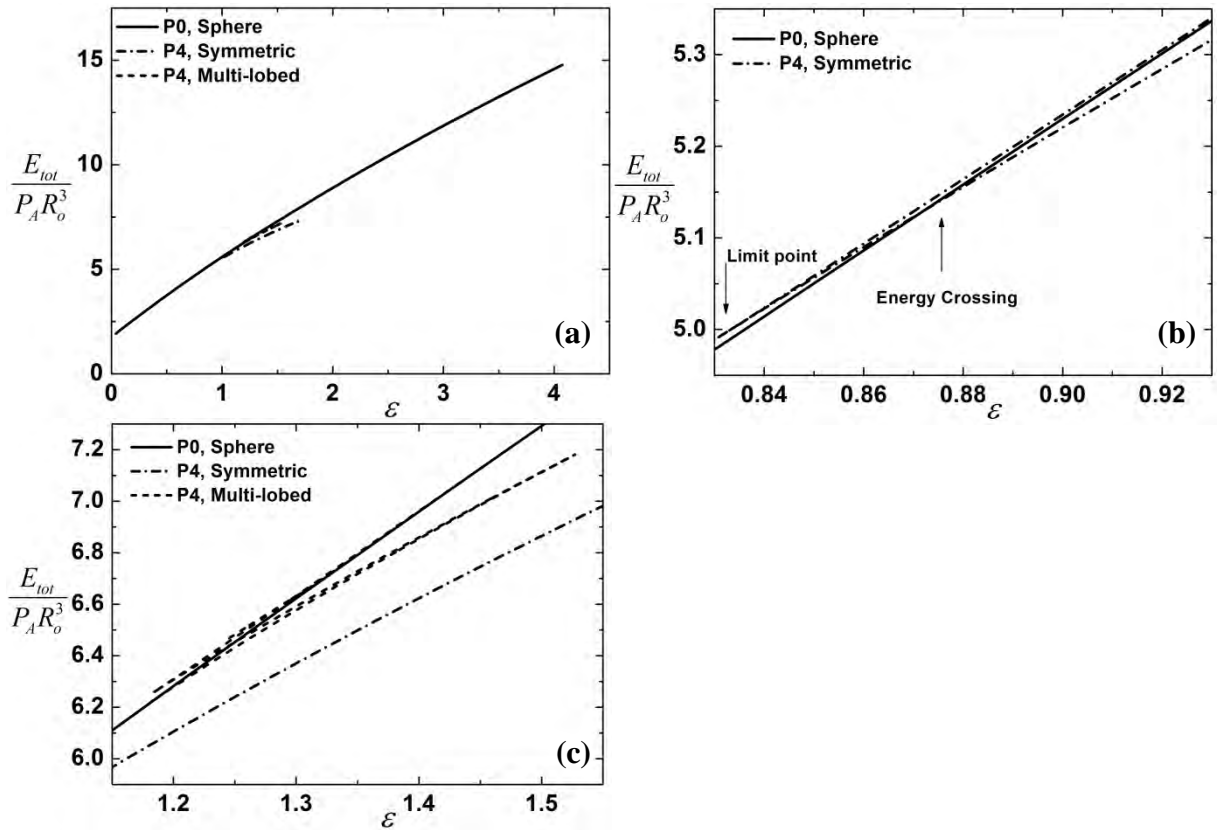 P0, Sphere
P4, Symmetric
P4, Multi-lobed
15
10
5
0
E_tot / P_A R_o^3
0 1 2 3 4
ε
(a)
P0, Sphere
P4, Symmetric
5.3
5.2
5.1
5.0
E_tot / P_A R_o^3
Limit point
Energy Crossing
0.84 0.86 0.88 0.90 0.92
ε
(b)
P0, Sphere
P4, Symmetric
P4, Multi-lobed
7.2
7.0
6.8
6.6
6.4
6.2
6.0
E_tot / P_A R_o^3
1.2 1.3 1.4 1.5
ε
(c)